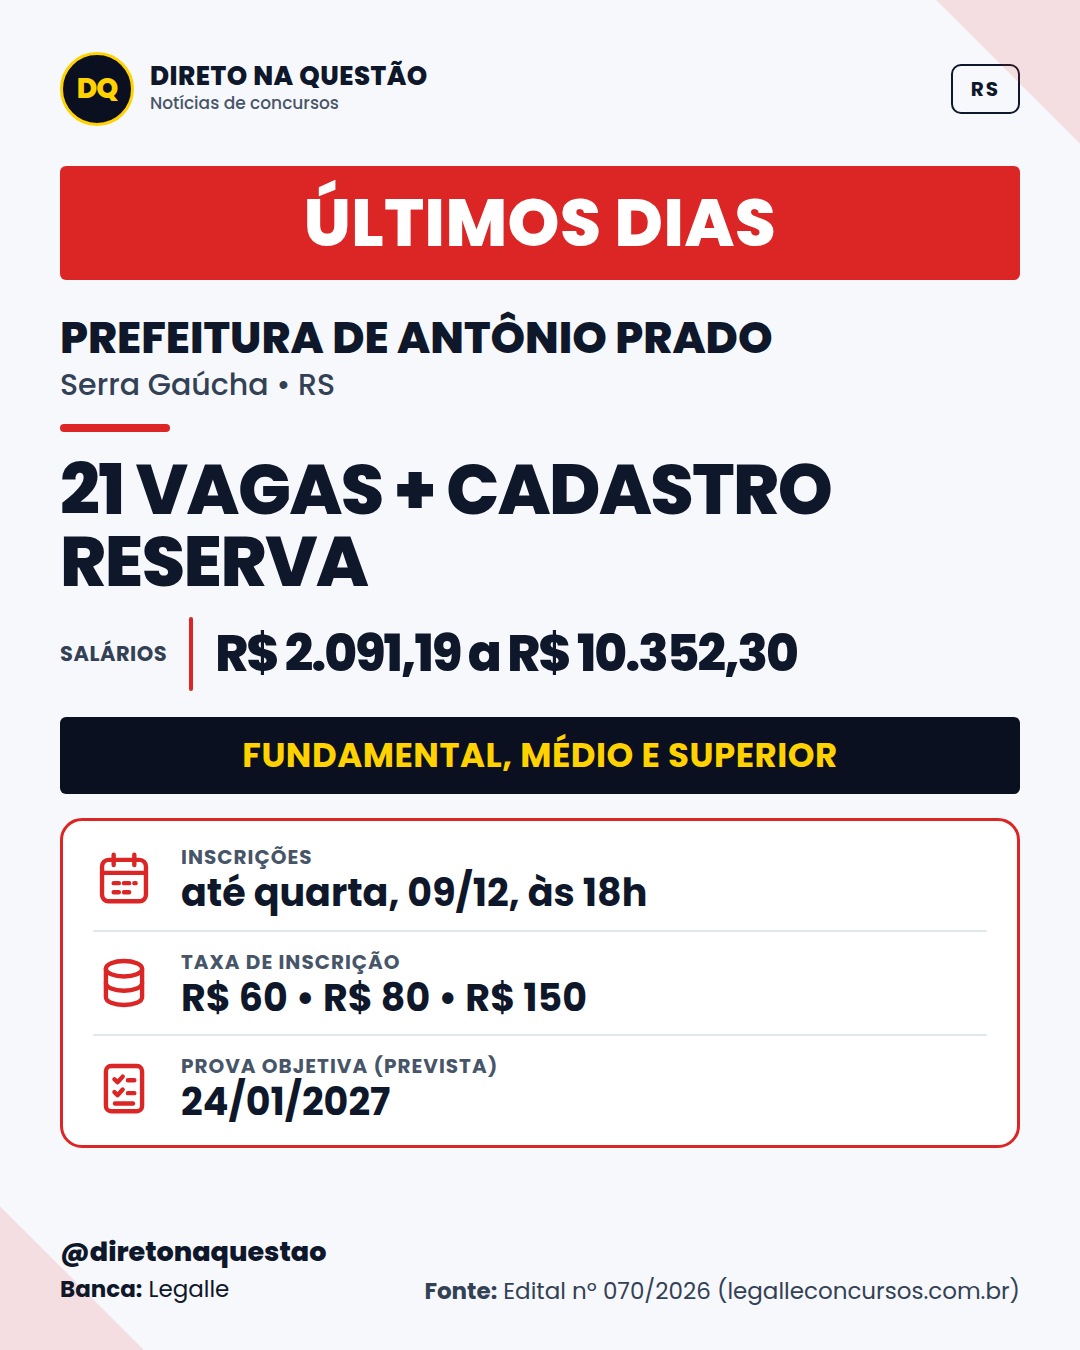 DQ
DIRETO NA QUESTÃO
Notícias de concursos
RS
ÚLTIMOS DIAS
PREFEITURA DE ANTÔNIO PRADO
Serra Gaúcha • RS
21 VAGAS + CADASTRO
RESERVA
SALÁRIOS
R$ 2.091,19 a R$ 10.352,30
FUNDAMENTAL, MÉDIO E SUPERIOR
INSCRIÇÕES
até quarta, 09/12, às 18h
TAXA DE INSCRIÇÃO
R$ 60 • R$ 80 • R$ 150
PROVA OBJETIVA (PREVISTA)
24/01/2027
@diretonaquestao
Banca: Legalle
Fonte: Edital nº 070/2026 (legalleconcursos.com.br)